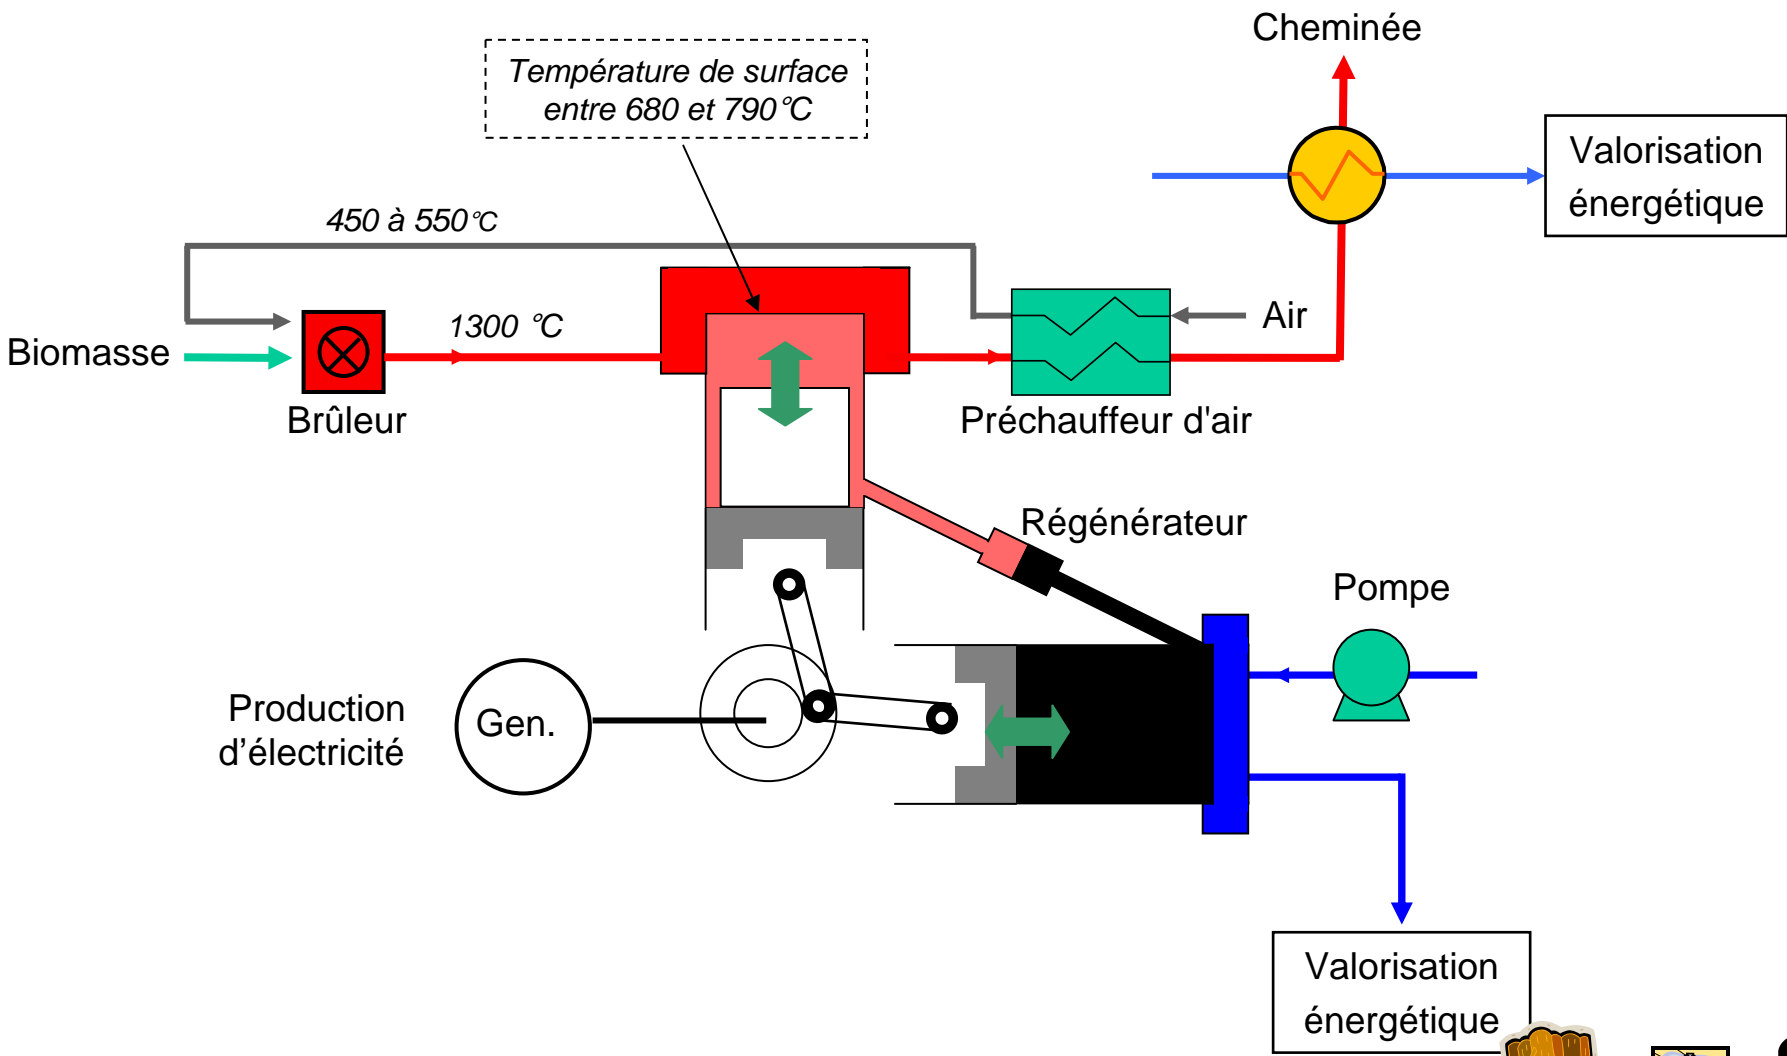 Cheminée
Température de surface
entre 680 et 790°C
Valorisation
énergétique
450 à 550°C
1300 °C
Air
Biomasse
Brûleur
Préchauffeur d'air
Régénérateur
Pompe
Production
d’électricité
Gen.
Valorisation
énergétique